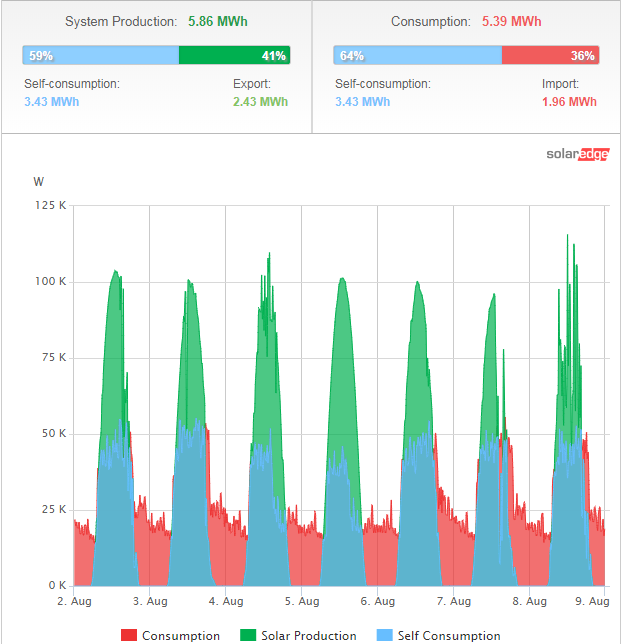 System Production: 5.86 MWh
59% 41%
Self-consumption: Export:
3.43 MWh 2.43 MWh
Consumption: 5.39 MWh
64% 36%
Self-consumption: Import:
3.43 MWh 1.96 MWh
solaredge
W
125 K
100 K
75 K
50 K
25 K
0 K
2. Aug 3. Aug 4. Aug 5. Aug 6. Aug 7. Aug 8. Aug 9. Aug
Consumption Solar Production Self Consumption